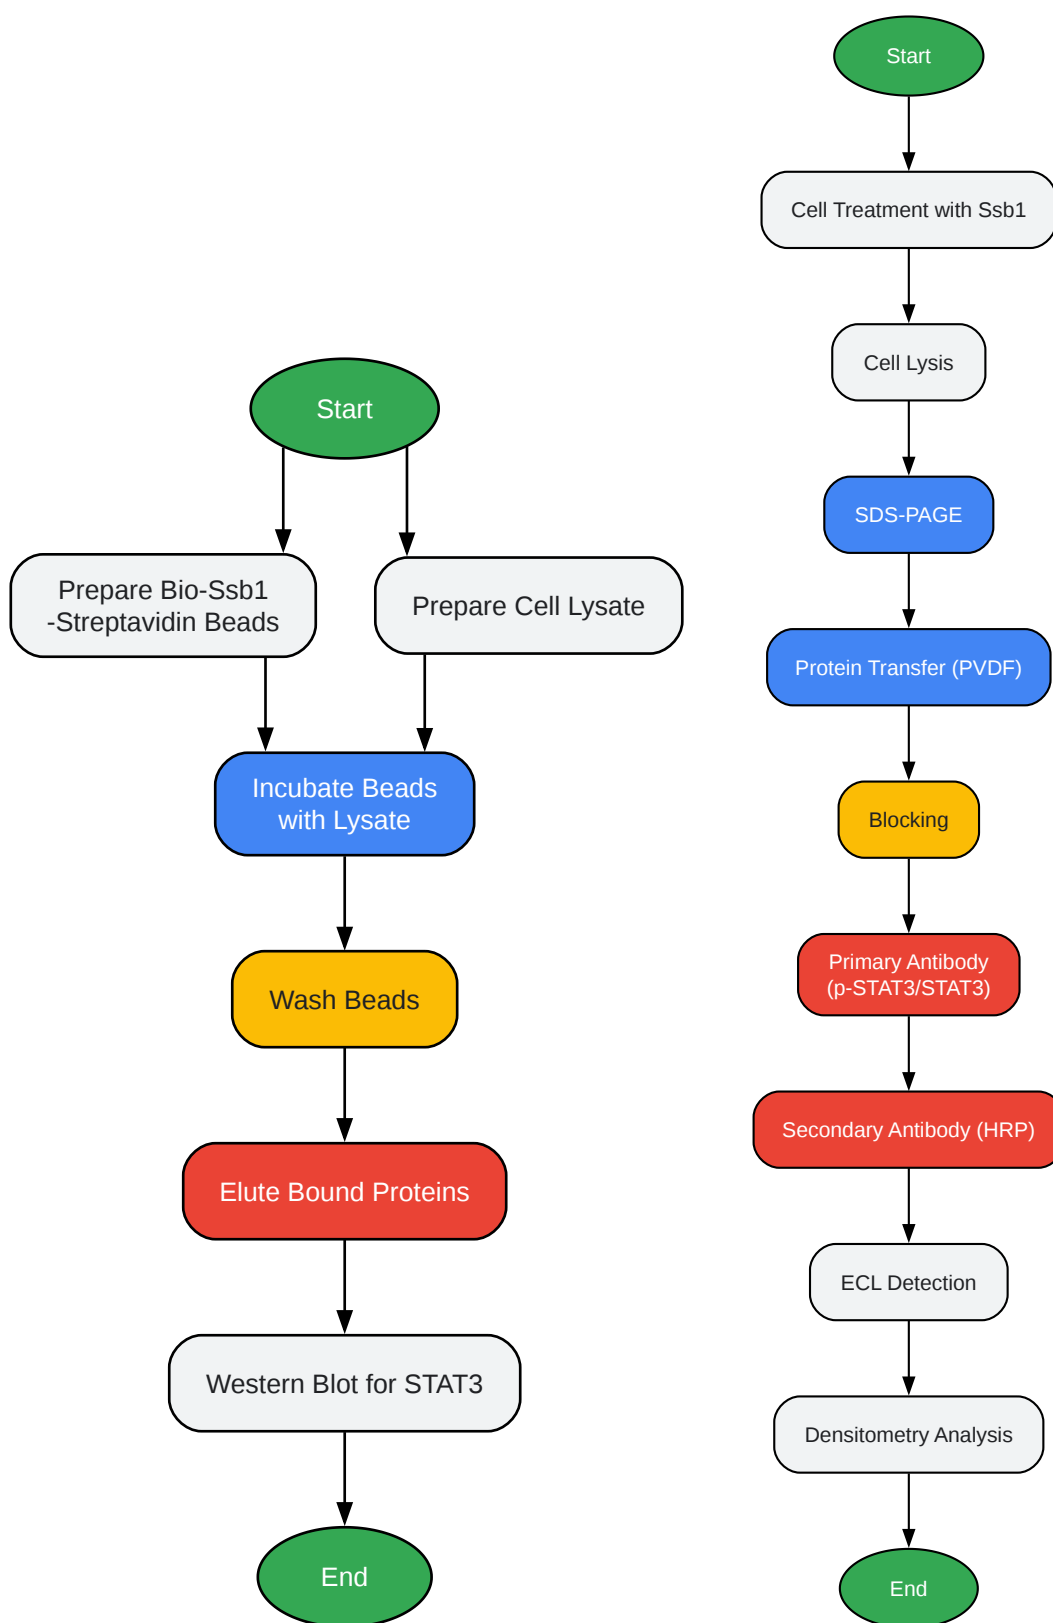 Start
Prepare Bio-Ssb1
-Streptavidin Beads
Prepare Cell Lysate
Incubate Beads
with Lysate
Wash Beads
Elute Bound Proteins
Western Blot for STAT3
End
Start
Cell Treatment with Ssb1
Cell Lysis
SDS-PAGE
Protein Transfer (PVDF)
Blocking
Primary Antibody
(p-STAT3/STAT3)
Secondary Antibody (HRP)
ECL Detection
Densitometry Analysis
End